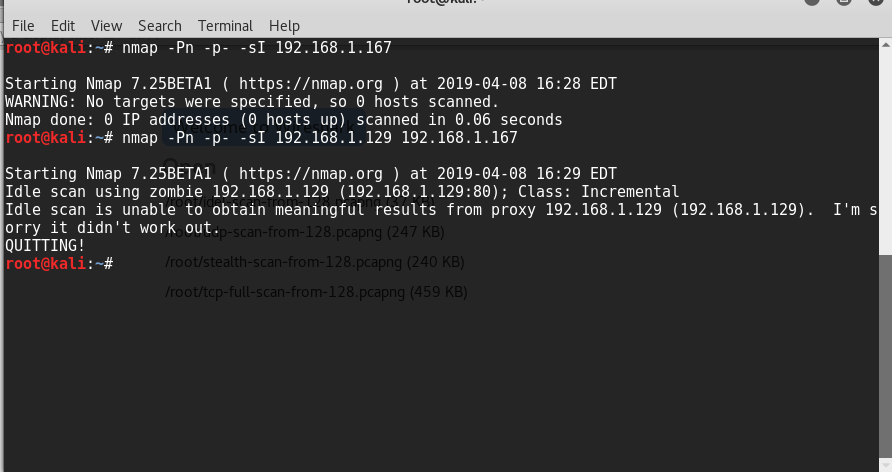 root@kali: ~
File Edit View Search Terminal Help
root@kali:~# nmap -Pn -p- -sI 192.168.1.167
Starting Nmap 7.25BETA1 ( https://nmap.org ) at 2019-04-08 16:28 EDT
WARNING: No targets were specified, so 0 hosts scanned.
Nmap done: 0 IP addresses (0 hosts up) scanned in 0.06 seconds
root@kali:~# nmap -Pn -p- -sI 192.168.1.129 192.168.1.167
Starting Nmap 7.25BETA1 ( https://nmap.org ) at 2019-04-08 16:29 EDT
Idle scan using zombie 192.168.1.129 (192.168.1.129:80); Class: Incremental
Idle scan is unable to obtain meaningful results from proxy 192.168.1.129 (192.168.1.129).  I'm s
orry it didn't work out.
QUITTING!
root@kali:~#
Welcome to
Open
-scan-from-128.pcapng (247 KB)
/root/stealth-scan-from-128.pcapng (240 KB)
/root/tcp-full-scan-from-128.pcapng (459 KB)